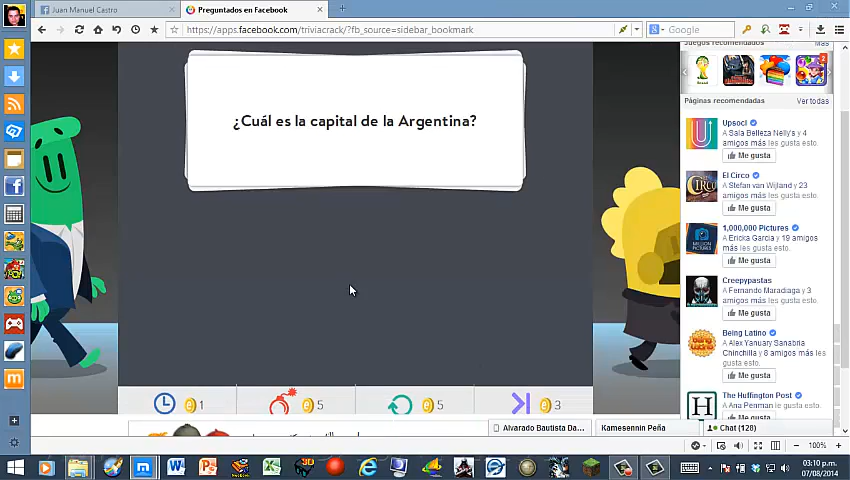 Juan Manuel Castro
Preguntados en Facebook
https://apps.facebook.com/triviacrack/?fb_source=sidebar_bookmark
Google
¿Cuál es la capital de la Argentina?
1
5
5
3
Juegos recomendados
Más
2
Páginas recomendadas
Ver todas
Upsocl
A Sala Belleza Nelly's y 4
amigos más les gusta esto.
Me gusta
El Circo
A Stefan van Wijland y 23
amigos más les gusta esto.
Me gusta
1,000,000 Pictures
A Ericka Garcia y 19 amigos
más les gusta esto.
Me gusta
Creepypastas
A Fernando Maradiaga y 3
amigos más les gusta esto.
Me gusta
Being Latino
A Alex Yanuary Sanabria
Chinchilla y 8 amigos más les
gusta esto.
Me gusta
The Huffington Post
A Ana Penman le gusta esto.
Alvarado Bautista Da...
Kamesennin Peña
Chat (128)
100%
03:10 p.m.
07/08/2014